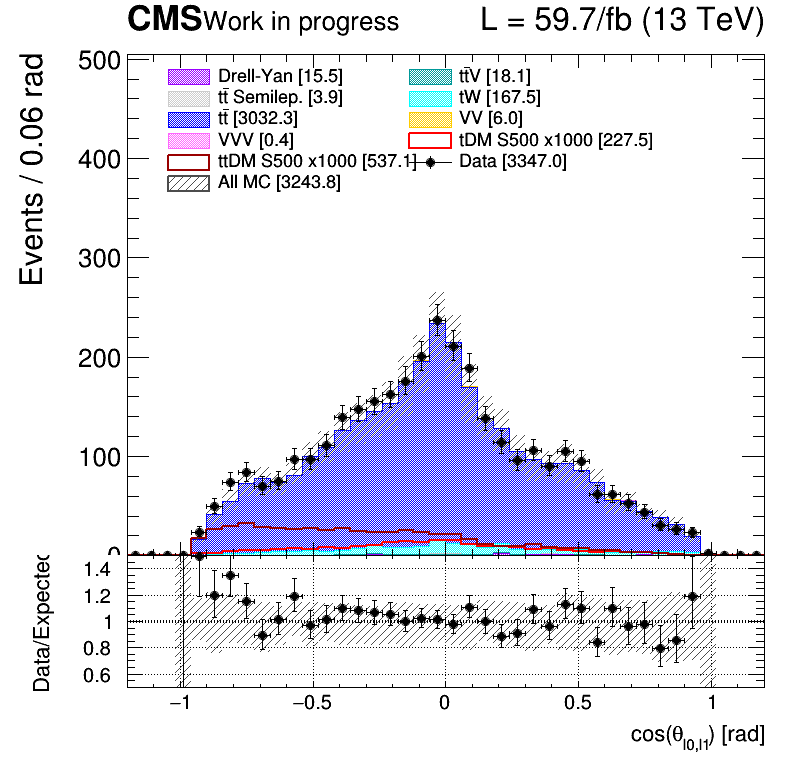 CMS Work in progress L = 59.7/fb (13 TeV)
Events / 0.06 rad
500
400
300
200
100
0
Drell-Yan [15.5] tt̄V [18.1]
tt̄ Semilep. [3.9] tW [167.5]
tt̄ [3032.3] VV [6.0]
VVV [0.4] tDM S500 x1000 [227.5]
ttDM S500 x1000 [537.1] Data [3347.0]
All MC [3243.8]
Data/Expected
1.4
1.2
1
0.8
0.6
−1 −0.5 0 0.5 1
cos(θ_{l0,l1}) [rad]